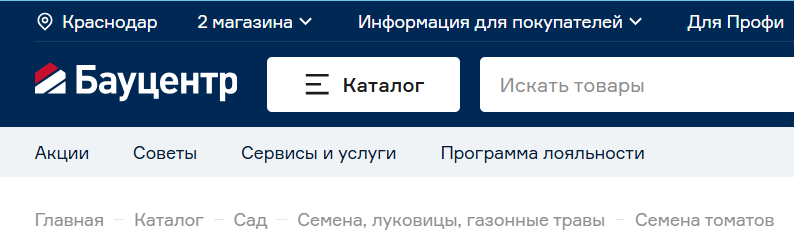 Краснодар 2 магазина Информация для покупателей Для Профи
Бауцентр Каталог Искать товары
Акции Советы Сервисы и услуги Программа лояльности
Главная – Каталог – Сад – Семена, луковицы, газонные травы – Семена томатов